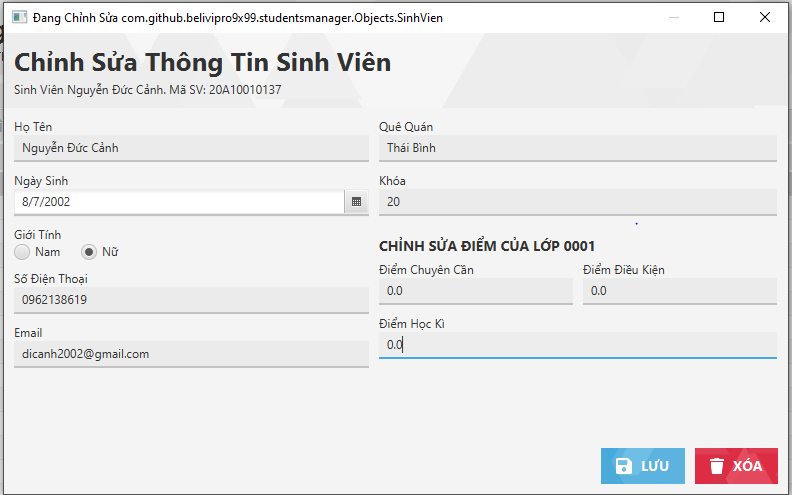 Đang Chỉnh Sửa com.github.belivipro9x99.studentsmanager.Objects.SinhVien
Chỉnh Sửa Thông Tin Sinh Viên
Sinh Viên Nguyễn Đức Cảnh. Mã SV: 20A10010137
Họ Tên
Nguyễn Đức Cảnh
Ngày Sinh
8/7/2002
Giới Tính
Nam Nữ
Số Điện Thoại
0962138619
Email
dicanh2002@gmail.com
Quê Quán
Thái Bình
Khóa
20
CHỈNH SỬA ĐIỂM CỦA LỚP 0001
Điểm Chuyên Cần Điểm Điều Kiện
0.0 0.0
Điểm Học Kì
0.0
LƯU XÓA